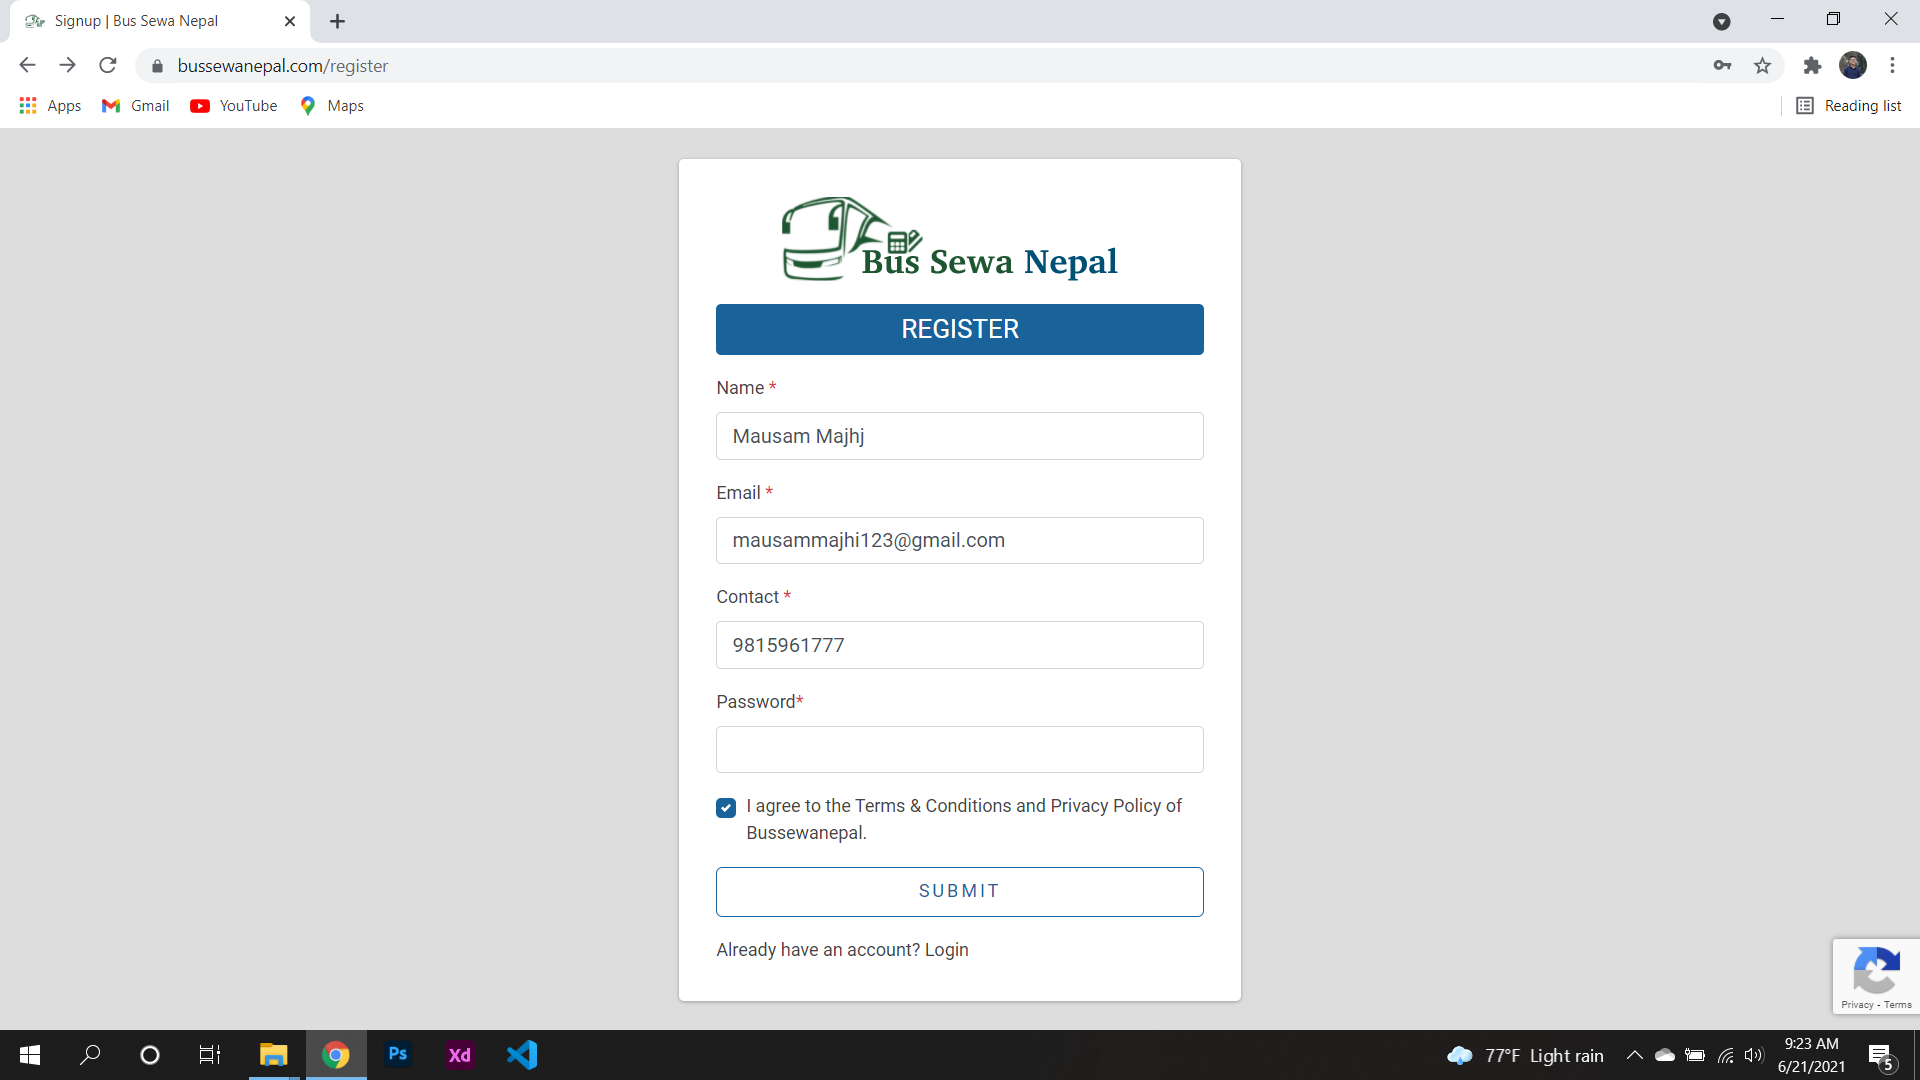 Signup | Bus Sewa Nepal
bussewanepal.com/register
Apps Gmail YouTube Maps Reading list
Bus Sewa Nepal
REGISTER
Name *
Mausam Majhj
Email *
mausammajhi123@gmail.com
Contact *
9815961777
Password*
I agree to the Terms & Conditions and Privacy Policy of
Bussewanepal.
SUBMIT
Already have an account? Login
Privacy - Terms
Ps Xd 77°F Light rain
9:23 AM
6/21/2021
5